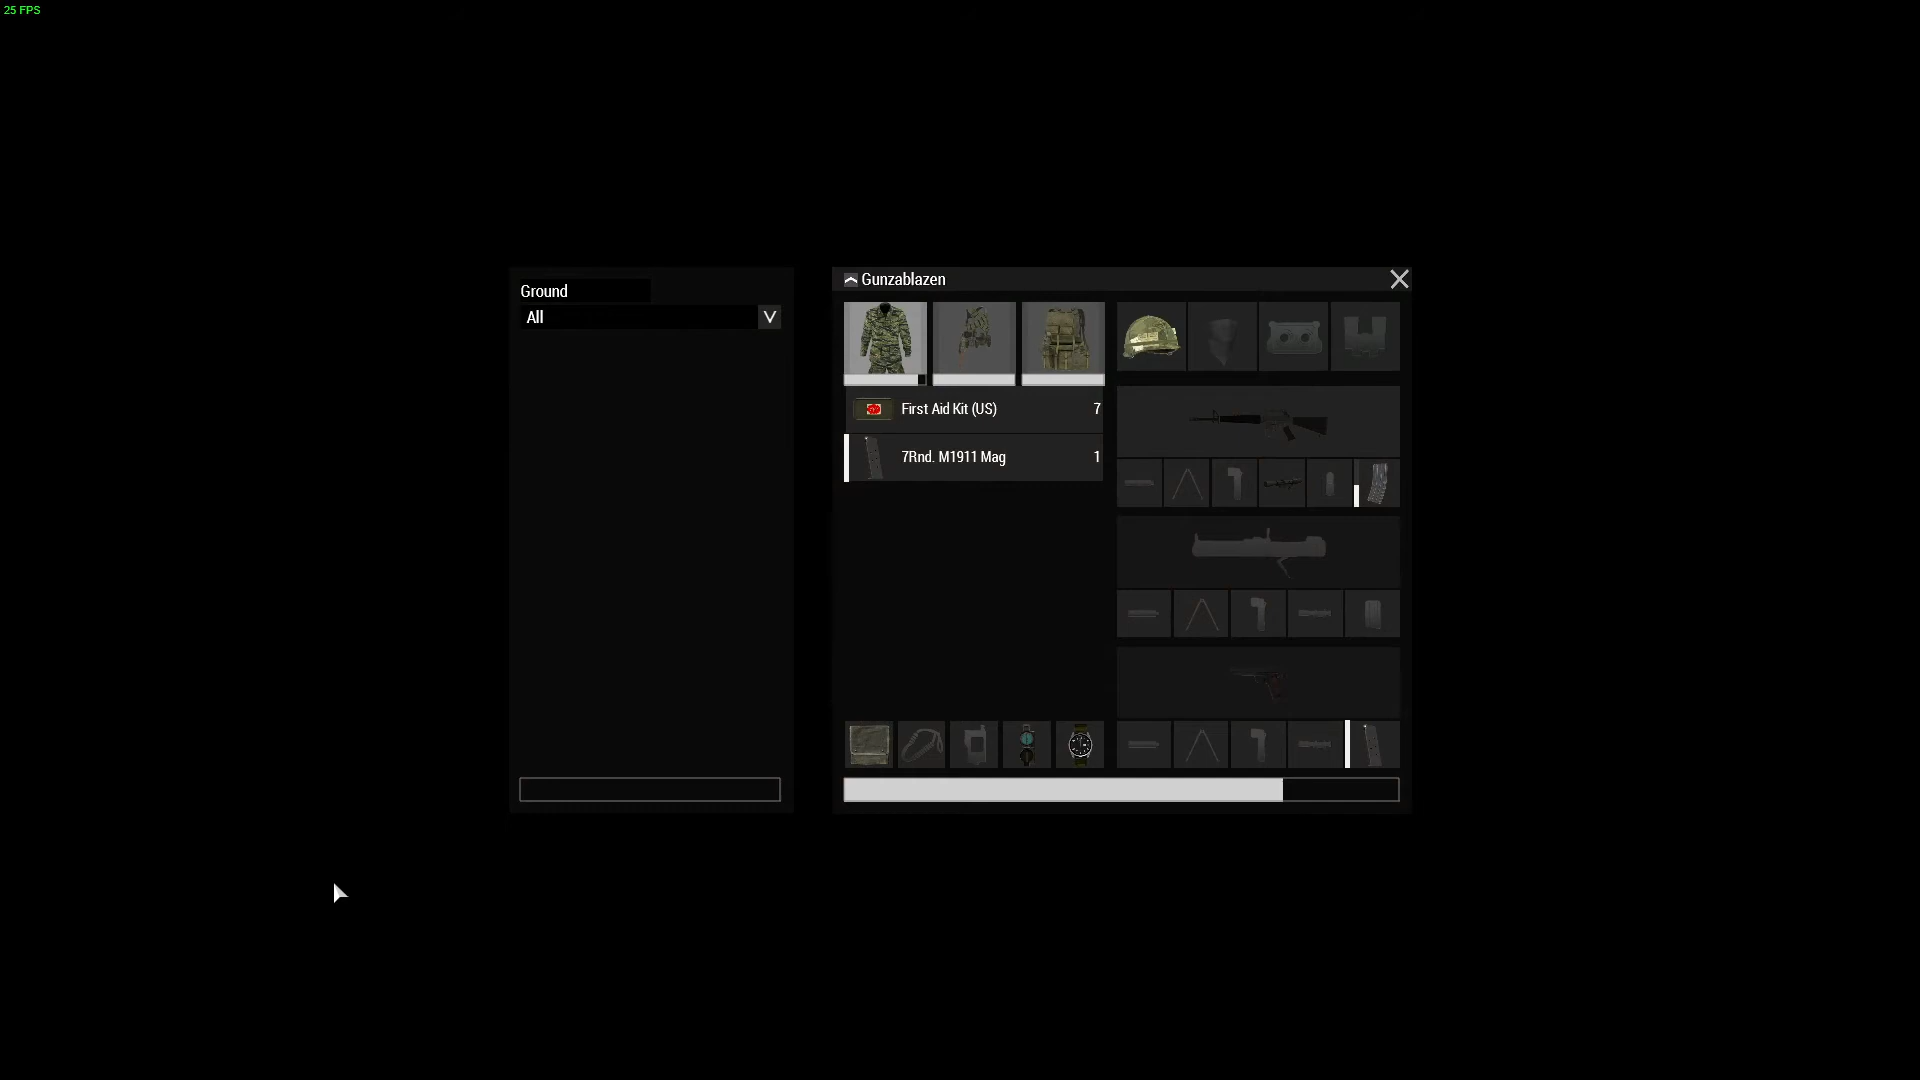 25 FPS
Ground
All
V
Gunzablazen
First Aid Kit (US) 7
7Rnd. M1911 Mag 1